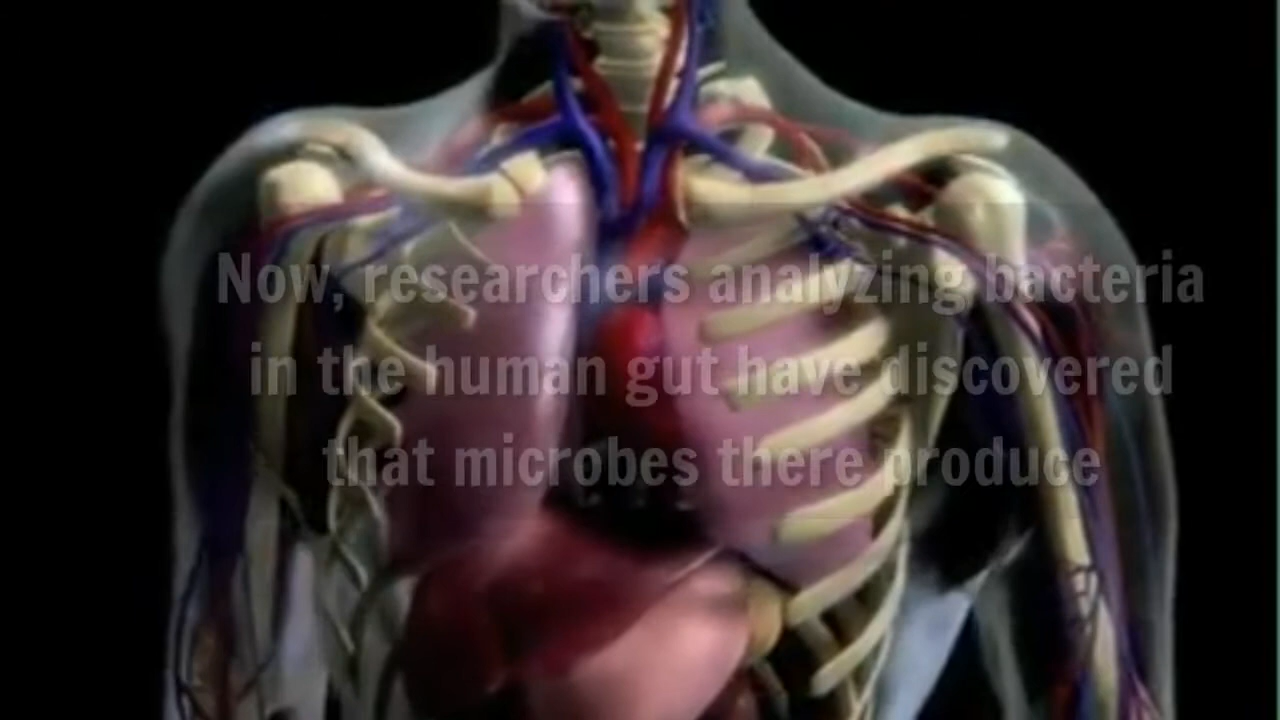 Now, researchers analyzing bacteria
in the human gut have discovered
that microbes there produce